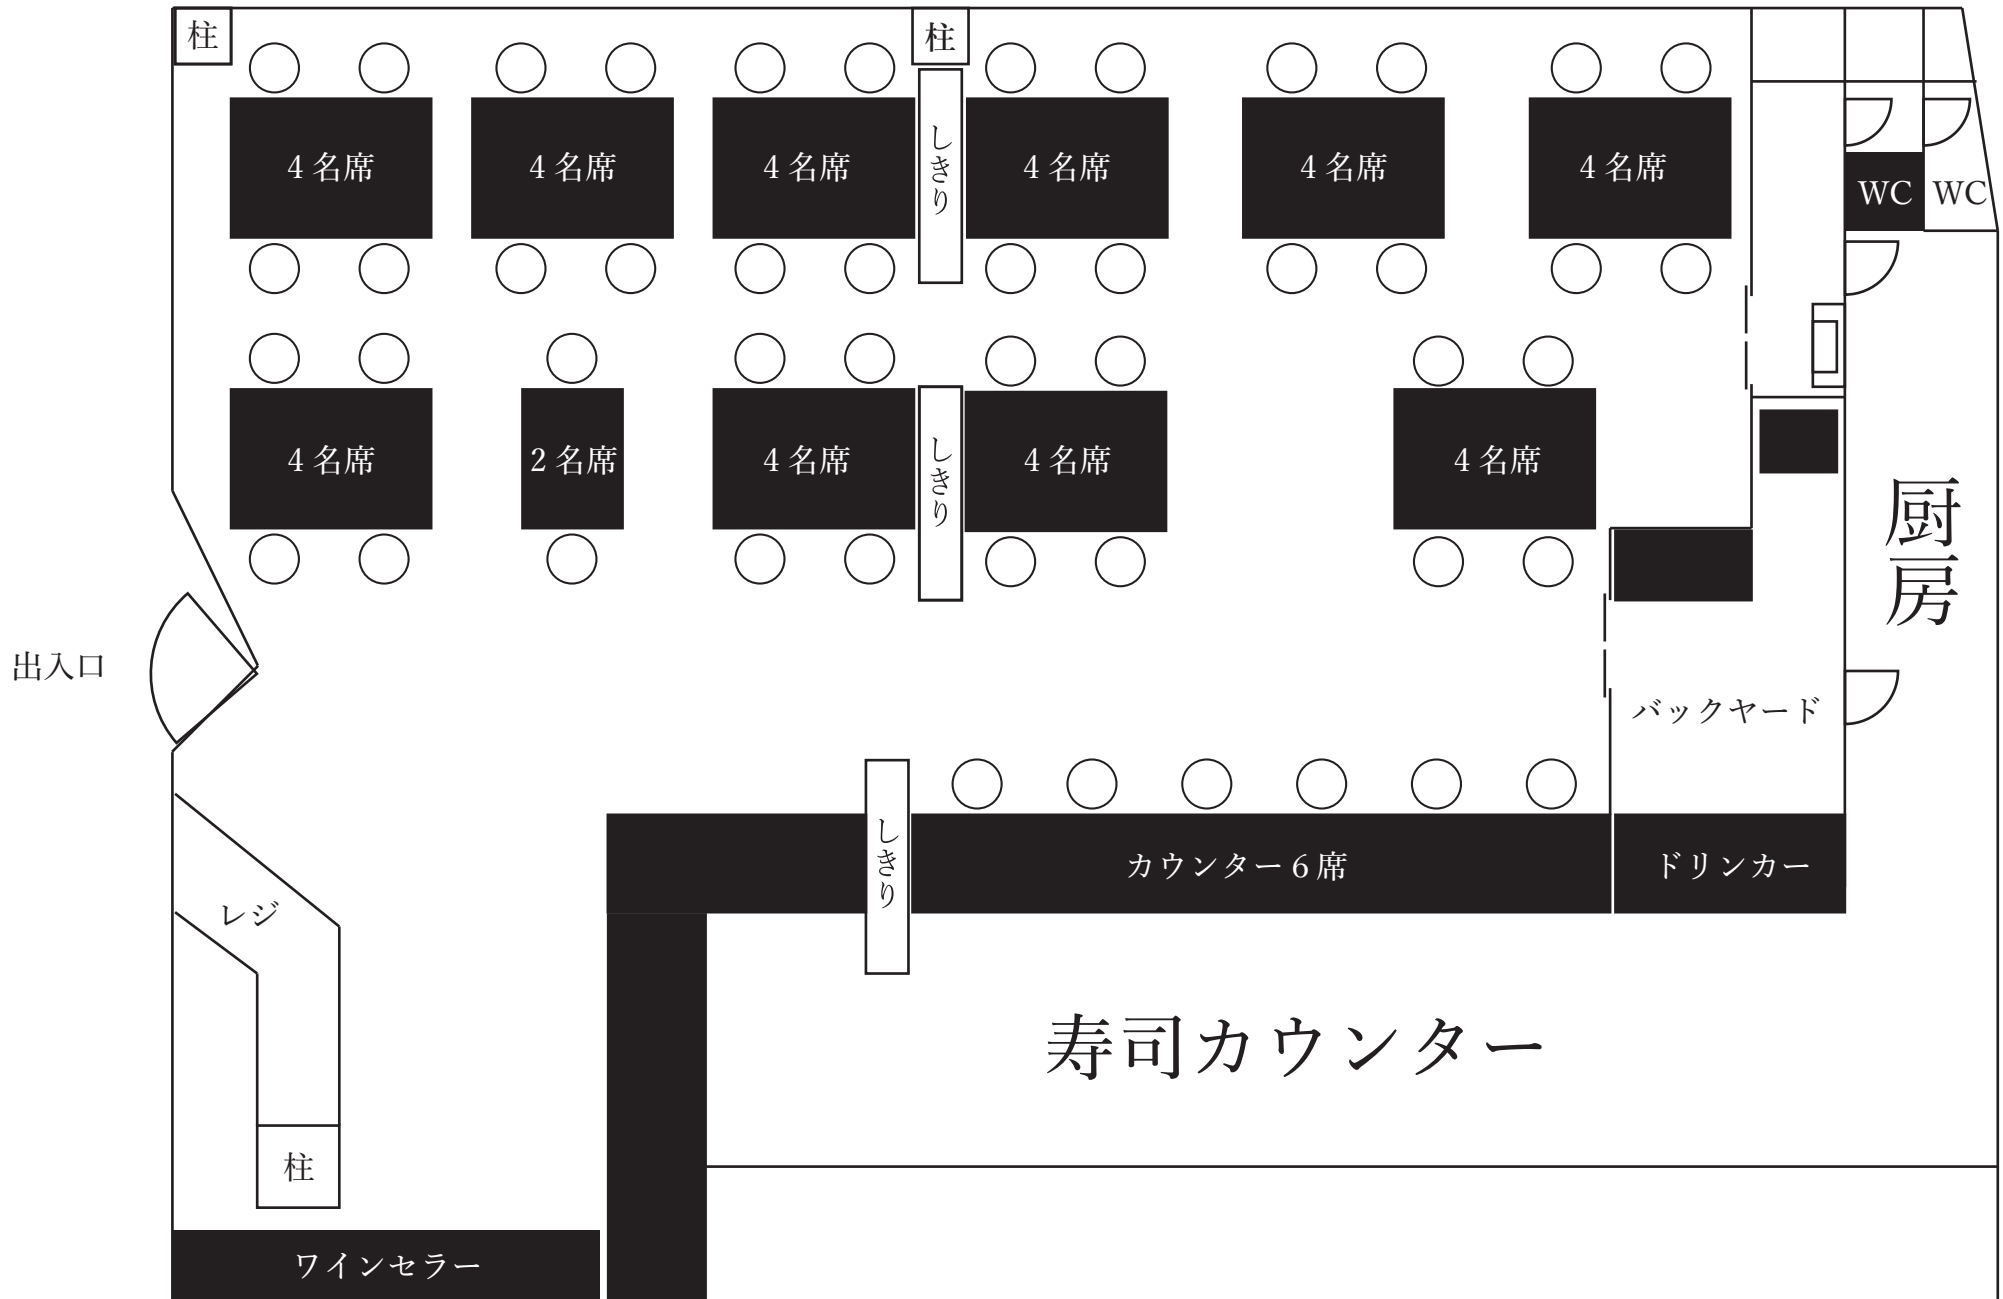 柱
柱
4 名席
4 名席
4 名席
しきり
4 名席
4 名席
4 名席
WC
WC
4 名席
2 名席
4 名席
しきり
4 名席
4 名席
厨房
出入口
バックヤード
しきり
カウンター 6 席
ドリンカー
レジ
寿司カウンター
柱
ワインセラー